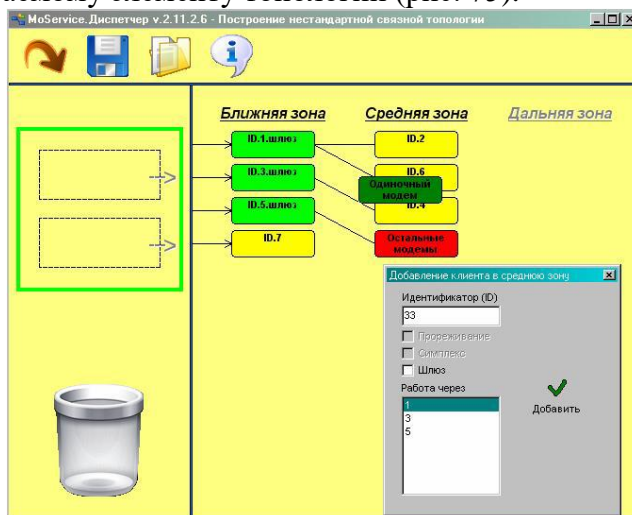 MoService.Диспетчер v.2.11.2.6 - Построение нестандартной связной топологии
Ближняя зона Средняя зона Дальняя зона
ID.1.шлюз ID.2
ID.3.шлюз ID.6
Одиночный
модем
ID.5.шлюз ID.4
ID.7 Остальные
модемы
Добавление клиента в среднюю зону
Идентификатор (ID)
33
Прореживание
Симплекс
Шлюз
Работа через
1
3
5
Добавить